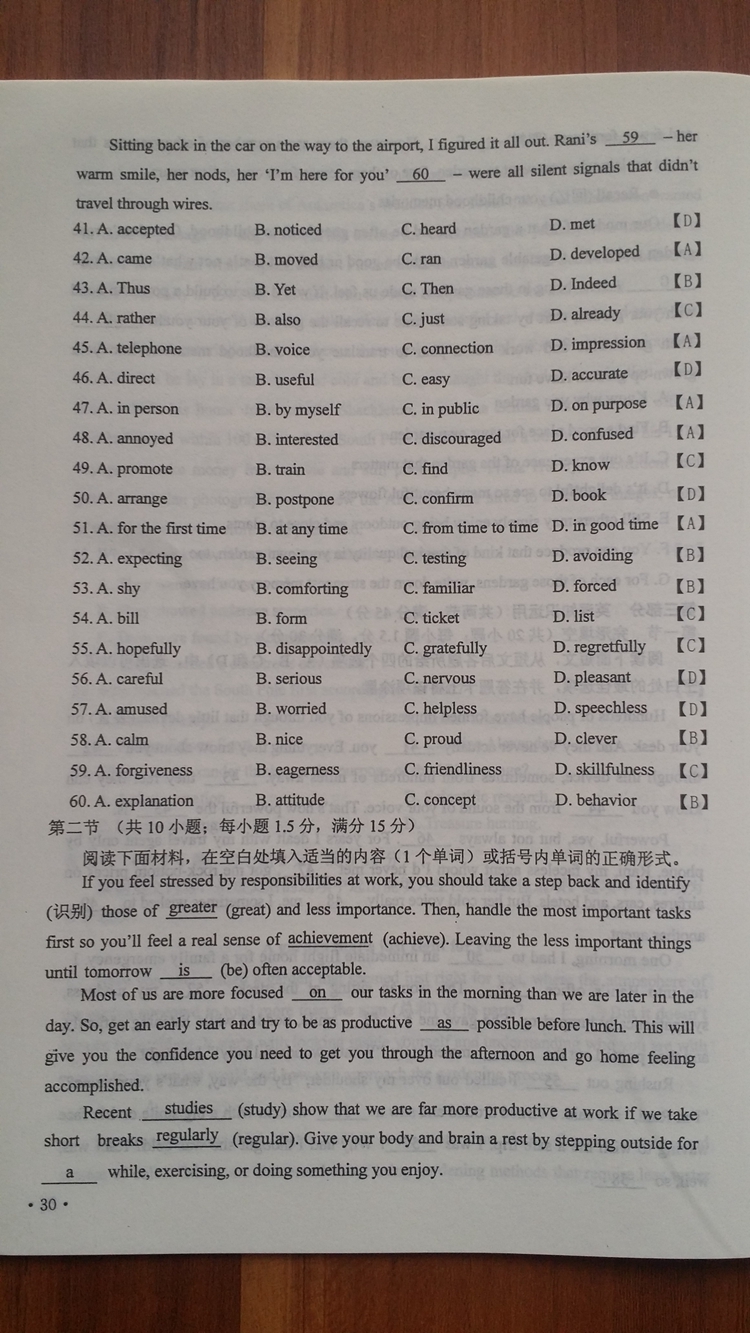 Sitting back in the car on the way to the airport, I figured it all out. Rani's 59 – her
warm smile, her nods, her 'I'm here for you' 60 – were all silent signals that didn't
travel through wires.
41. A. accepted B. noticed C. heard D. met 【D】
42. A. came B. moved C. ran D. developed 【A】
43. A. Thus B. Yet C. Then D. Indeed 【B】
44. A. rather B. also C. just D. already 【C】
45. A. telephone B. voice C. connection D. impression 【A】
46. A. direct B. useful C. easy D. accurate 【D】
47. A. in person B. by myself C. in public D. on purpose 【A】
48. A. annoyed B. interested C. discouraged D. confused 【A】
49. A. promote B. train C. find D. know 【C】
50. A. arrange B. postpone C. confirm D. book 【D】
51. A. for the first time B. at any time C. from time to time D. in good time 【A】
52. A. expecting B. seeing C. testing D. avoiding 【B】
53. A. shy B. comforting C. familiar D. forced 【B】
54. A. bill B. form C. ticket D. list 【C】
55. A. hopefully B. disappointedly C. gratefully D. regretfully 【C】
56. A. careful B. serious C. nervous D. pleasant 【D】
57. A. amused B. worried C. helpless D. speechless 【D】
58. A. calm B. nice C. proud D. clever 【B】
59. A. forgiveness B. eagerness C. friendliness D. skillfulness 【C】
60. A. explanation B. attitude C. concept D. behavior 【B】
第二节 (共 10 小题；每小题 1.5 分，满分 15 分)
阅读下面材料，在空白处填入适当的内容（1 个单词）或括号内单词的正确形式。
If you feel stressed by responsibilities at work, you should take a step back and identify
(识别) those of greater (great) and less importance. Then, handle the most important tasks
first so you'll feel a real sense of achievement (achieve). Leaving the less important things
until tomorrow is (be) often acceptable.
Most of us are more focused on our tasks in the morning than we are later in the
day. So, get an early start and try to be as productive as possible before lunch. This will
give you the confidence you need to get you through the afternoon and go home feeling
accomplished.
Recent studies (study) show that we are far more productive at work if we take
short breaks regularly (regular). Give your body and brain a rest by stepping outside for
a while, exercising, or doing something you enjoy.
· 30 ·